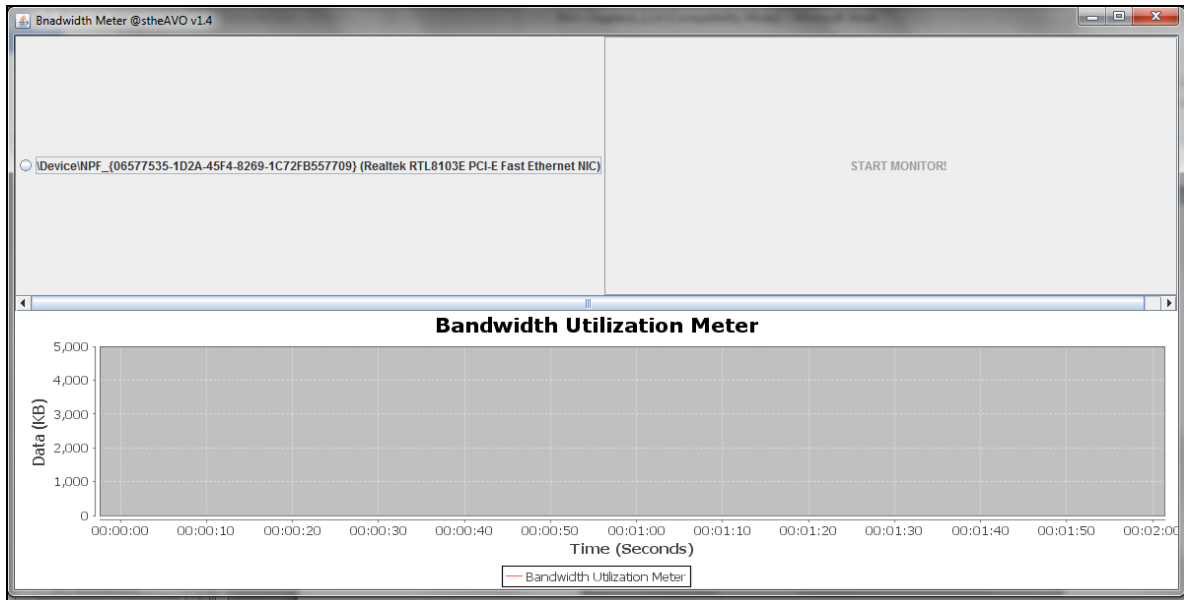 Bnadwidth Meter @stheAVO v1.4
\Device\NPF_{06577535-1D2A-45F4-8269-1C72FB557709} (Realtek RTL8103E PCI-E Fast Ethernet NIC)
START MONITOR!
Bandwidth Utilization Meter
5,000
4,000
3,000
2,000
1,000
0
Data (KB)
00:00:00 00:00:10 00:00:20 00:00:30 00:00:40 00:00:50 00:01:00 00:01:10 00:01:20 00:01:30 00:01:40 00:01:50 00:02:00
Time (Seconds)
Bandwidth Utilization Meter